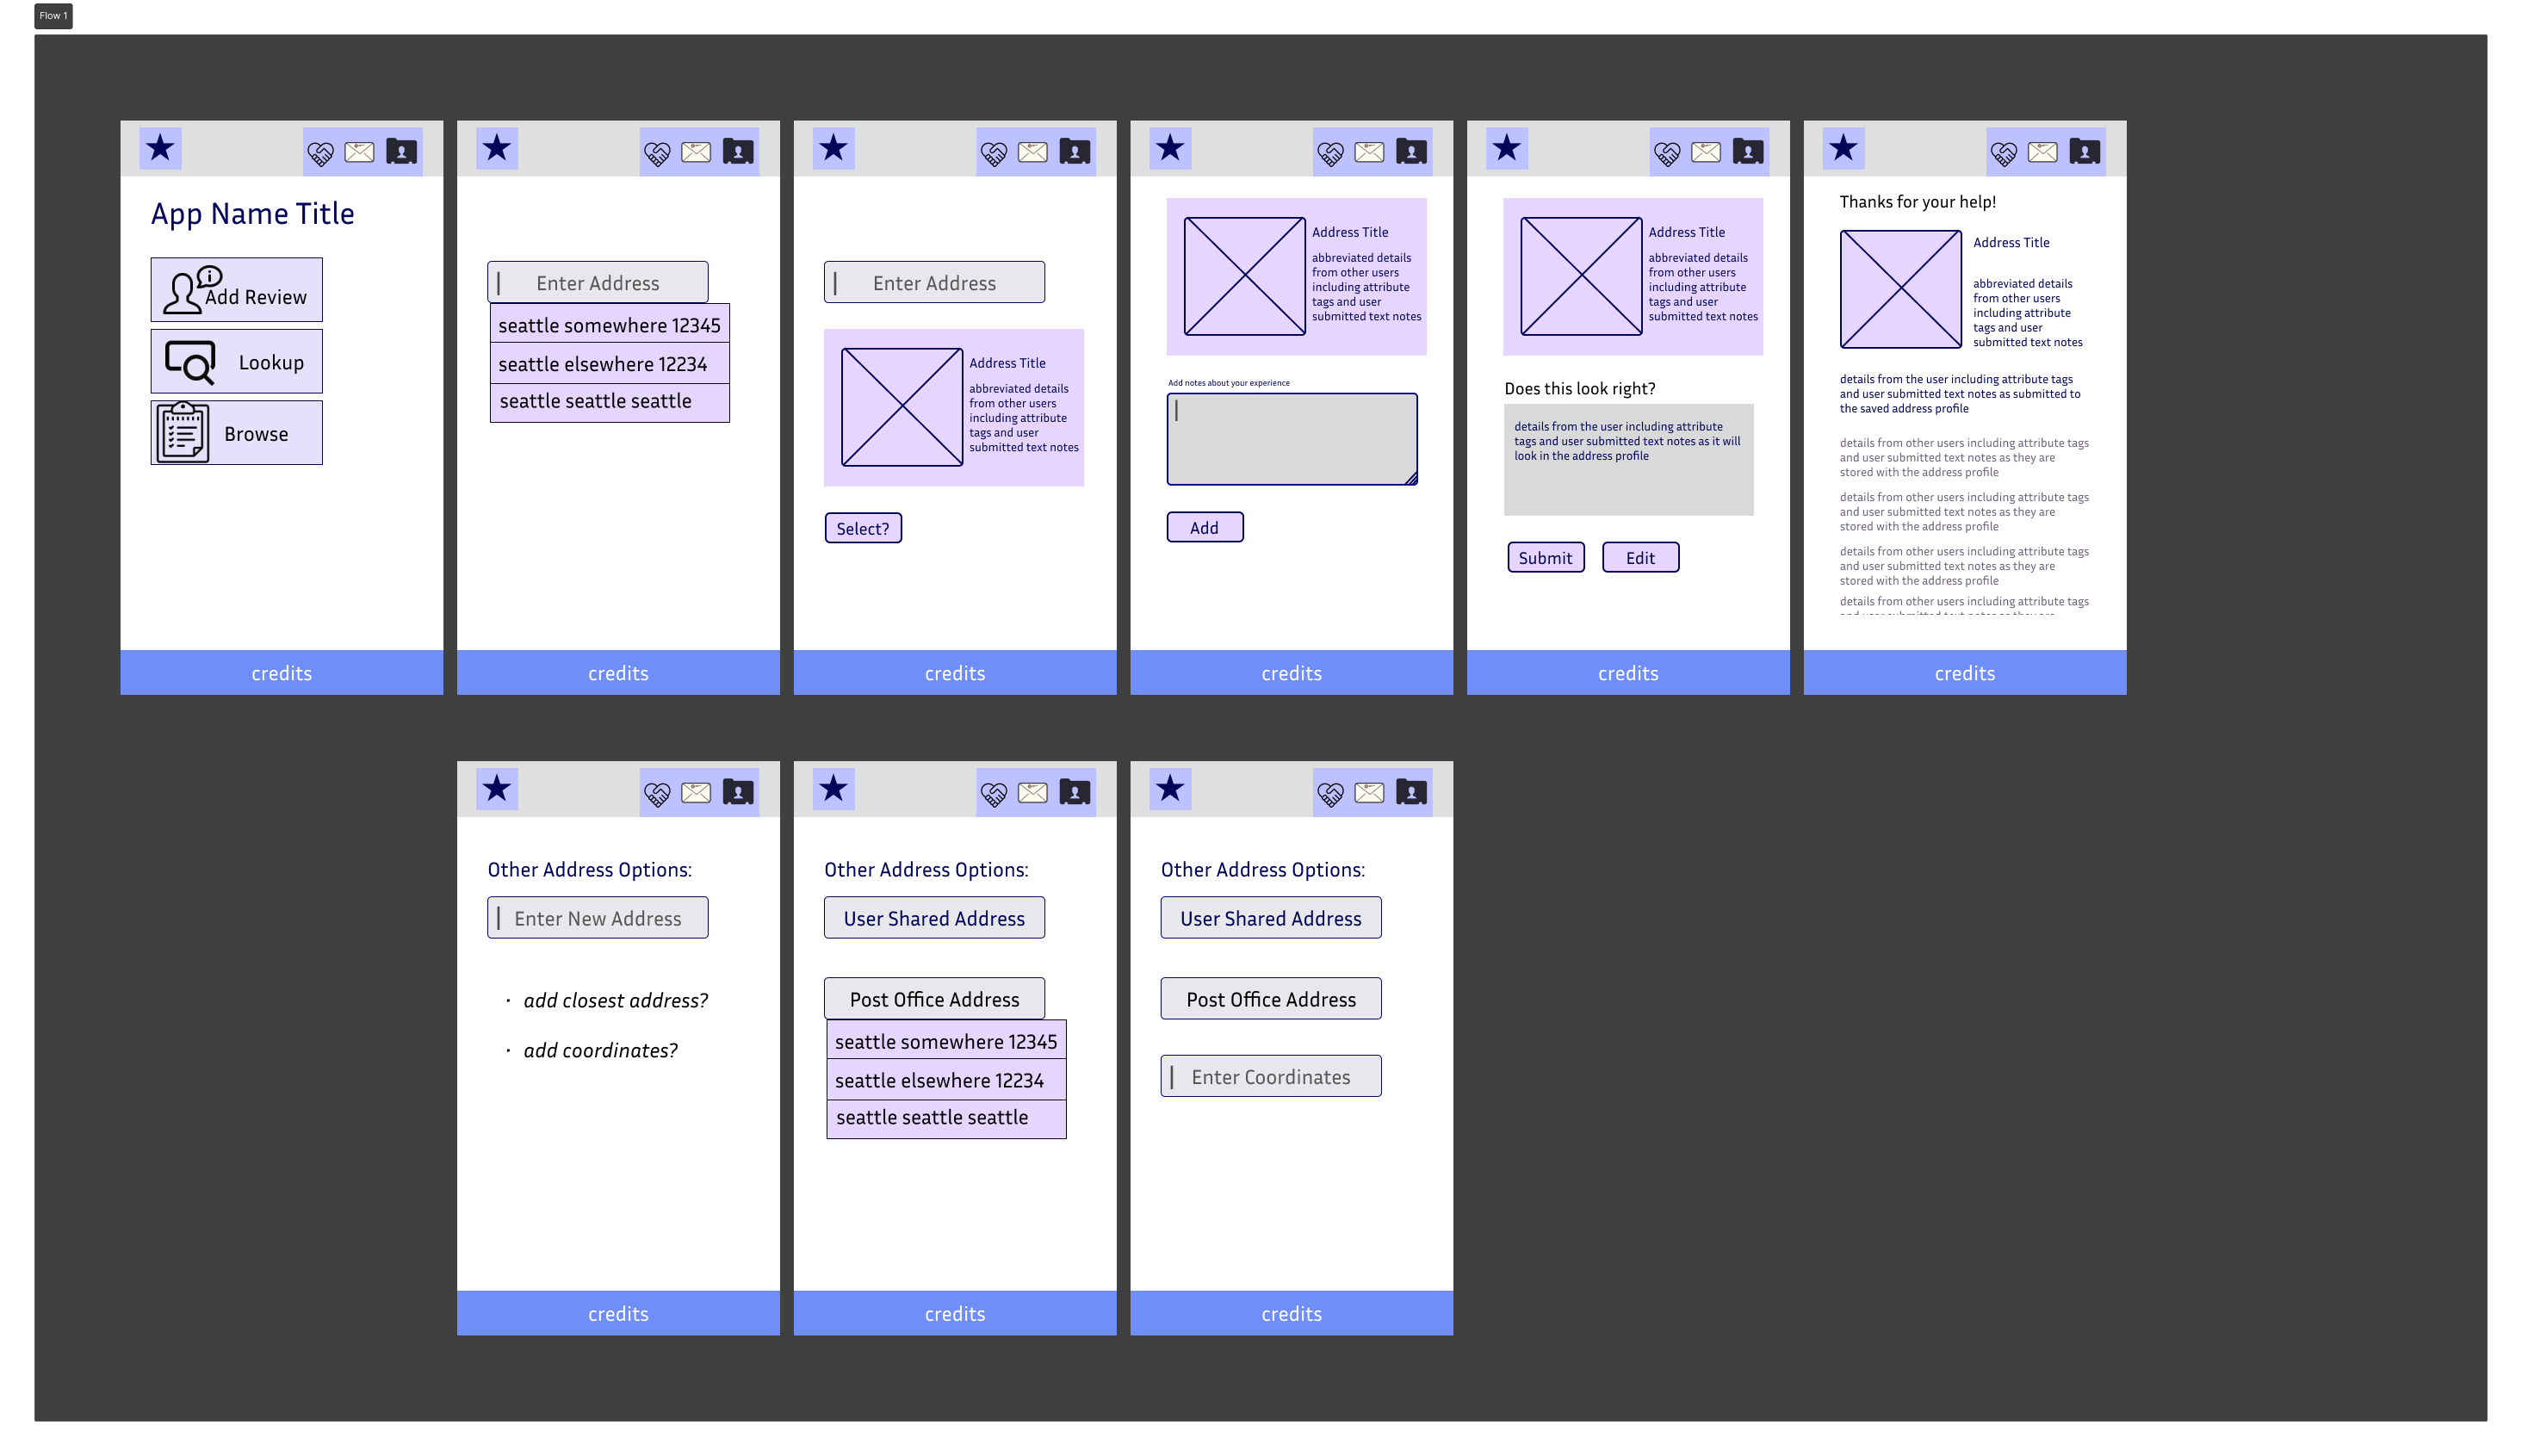 Flow 1
App Name Title
Add Review
Lookup
Browse
credits
Enter Address
seattle somewhere 12345
seattle elsewhere 12234
seattle seattle seattle
credits
Enter Address
Address Title
abbreviated details
from other users
including attribute
tags and user
submitted text notes
Select?
credits
Address Title
abbreviated details
from other users
including attribute
tags and user
submitted text notes
Add notes about your experience
Add
credits
Address Title
abbreviated details
from other users
including attribute
tags and user
submitted text notes
Does this look right?
details from the user including attribute
tags and user submitted text notes as it will
look in the address profile
Submit
Edit
credits
Thanks for your help!
Address Title
abbreviated details
from other users
including attribute
tags and user
submitted text notes
details from the user including attribute tags
and user submitted text notes as submitted to
the saved address profile
details from other users including attribute tags
and user submitted text notes as they are
stored with the address profile
details from other users including attribute tags
and user submitted text notes as they are
stored with the address profile
details from other users including attribute tags
and user submitted text notes as they are
stored with the address profile
details from other users including attribute tags
and user submitted text notes as they are
credits
Other Address Options:
Enter New Address
· add closest address?
· add coordinates?
credits
Other Address Options:
User Shared Address
Post Office Address
seattle somewhere 12345
seattle elsewhere 12234
seattle seattle seattle
credits
Other Address Options:
User Shared Address
Post Office Address
Enter Coordinates
credits